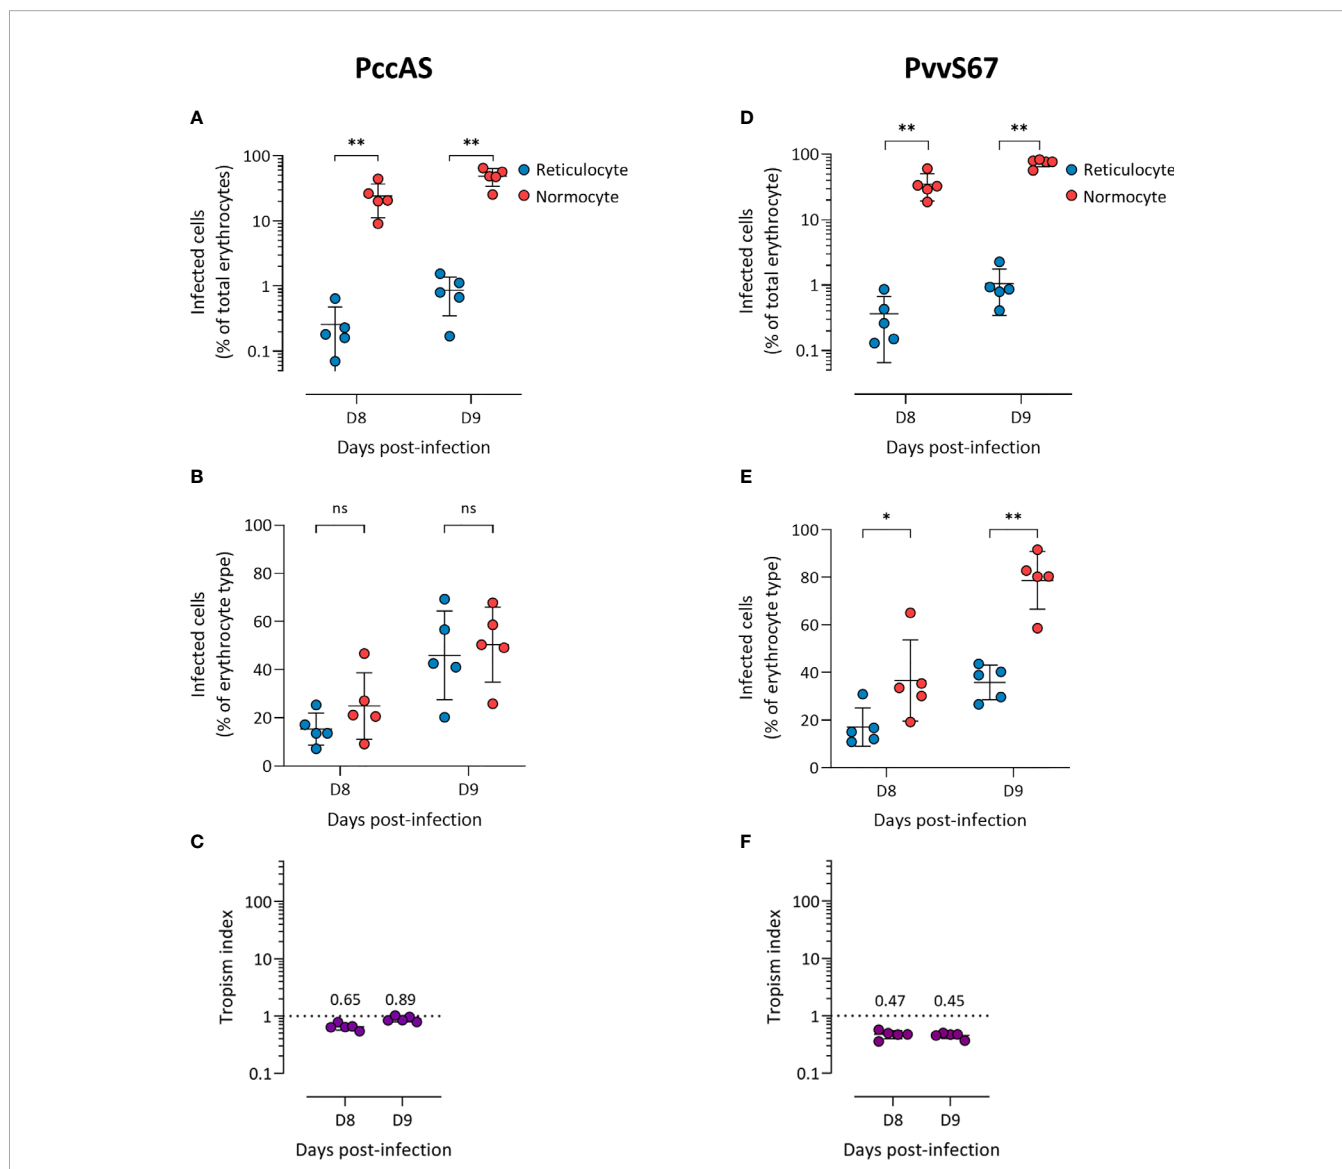 PccAS
PvvS67
A
Infected cells
(% of total erythrocytes)
100
10
1
0.1
**
**
Reticulocyte
Normocyte
D8
D9
Days post-infection
D
Infected cells
(% of total erythrocyte)
100
10
1
0.1
**
**
Reticulocyte
Normocyte
D8
D9
Days post-infection
B
Infected cells
(% of erythrocyte type)
100
80
60
40
20
0
ns
ns
D8
D9
Days post-infection
E
Infected cells
(% of erythrocyte type)
100
80
60
40
20
0
*
**
D8
D9
Days post-infection
C
Tropism index
100
10
1
0.1
0.65
0.89
D8
D9
Days post-infection
F
Tropism index
100
10
1
0.1
0.47
0.45
D8
D9
Days post-infection